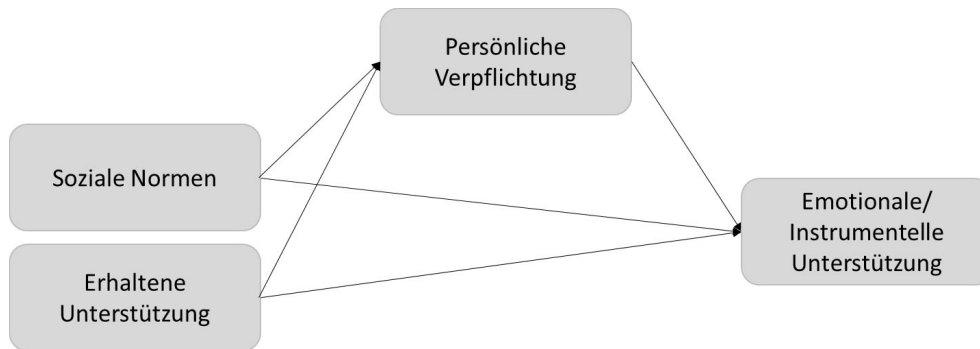 Persönliche
Verpflichtung
Soziale Normen
Erhaltene
Unterstützung
Emotionale/
Instrumentelle
Unterstützung